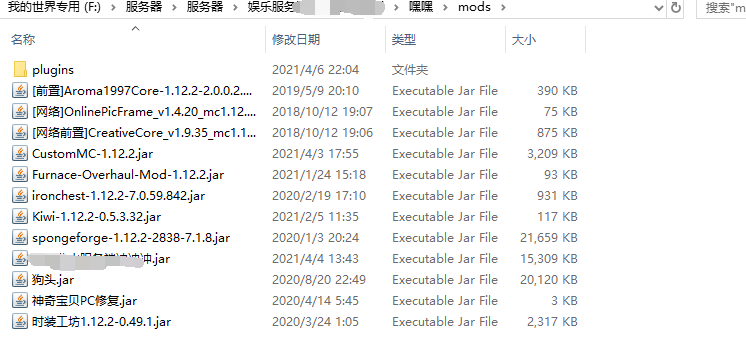 我的世界专用 (F:) › 服务器 › 服务器 › 娱乐服务 › 嘿嘿 › mods 搜索"m
名称 修改日期 类型 大小
plugins 2021/4/6 22:04 文件夹
[前置]Aroma1997Core-1.12.2-2.0.0.2.... 2019/5/9 20:10 Executable Jar File 390 KB
[网络]OnlinePicFrame_v1.4.20_mc1.12.... 2018/10/12 19:07 Executable Jar File 75 KB
[网络前置]CreativeCore_v1.9.35_mc1.1... 2018/10/12 19:06 Executable Jar File 875 KB
CustomMC-1.12.2.jar 2021/4/3 17:55 Executable Jar File 3,209 KB
Furnace-Overhaul-Mod-1.12.2.jar 2021/1/24 15:18 Executable Jar File 93 KB
ironchest-1.12.2-7.0.59.842.jar 2020/2/19 17:10 Executable Jar File 931 KB
Kiwi-1.12.2-0.5.3.32.jar 2021/2/5 11:35 Executable Jar File 117 KB
spongeforge-1.12.2-2838-7.1.8.jar 2020/1/3 20:24 Executable Jar File 21,659 KB
.jar 2021/4/4 13:43 Executable Jar File 15,309 KB
狗头.jar 2020/8/20 22:49 Executable Jar File 20,120 KB
神奇宝贝PC修复.jar 2020/4/14 5:45 Executable Jar File 3 KB
时装工坊1.12.2-0.49.1.jar 2020/3/24 1:05 Executable Jar File 2,317 KB